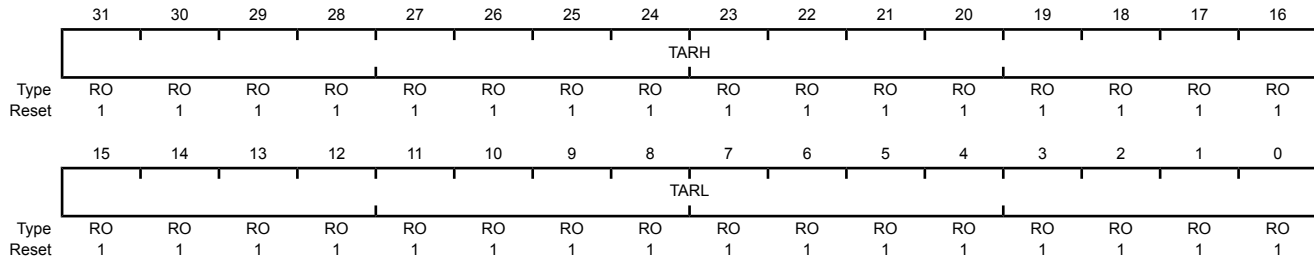 31 30 29 28 27 26 25 24 23 22 21 20 19 18 17 16
TARH
Type RO RO RO RO RO RO RO RO RO RO RO RO RO RO RO RO
Reset 1 1 1 1 1 1 1 1 1 1 1 1 1 1 1 1
15 14 13 12 11 10 9 8 7 6 5 4 3 2 1 0
TARL
Type RO RO RO RO RO RO RO RO RO RO RO RO RO RO RO RO
Reset 1 1 1 1 1 1 1 1 1 1 1 1 1 1 1 1